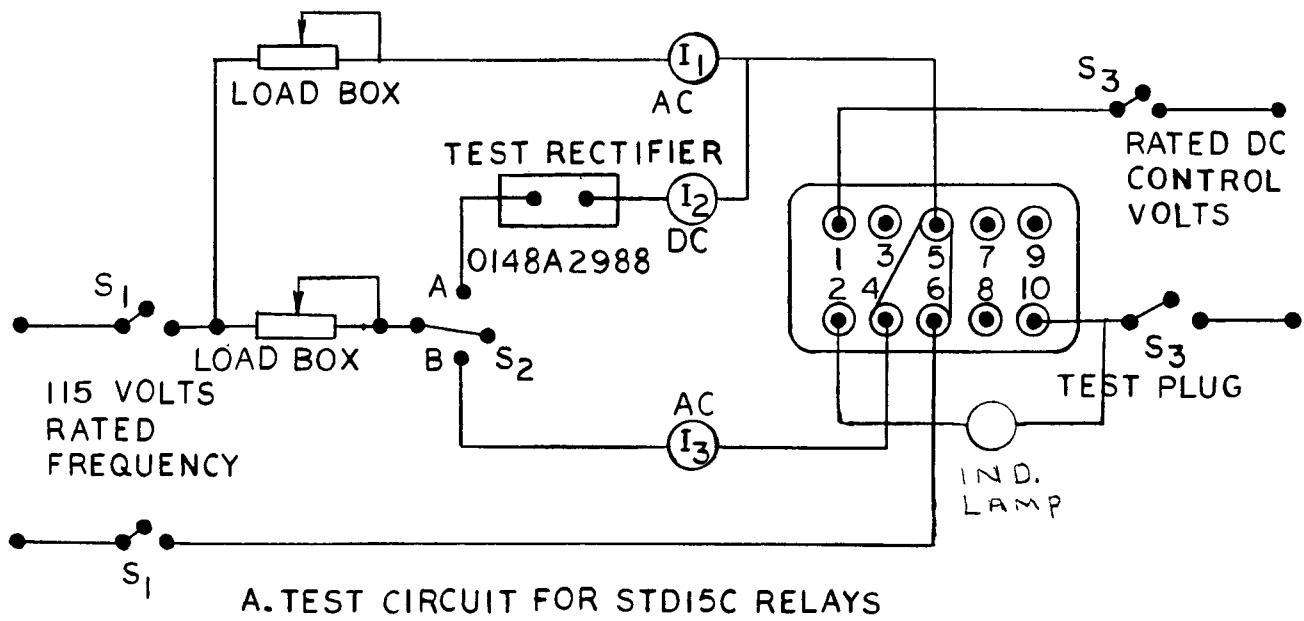 I1
LOAD BOX
AC
S3
TEST RECTIFIER
RATED DC
CONTROL
VOLTS
I2
DC
0148A2988
1 3 5 7 9
2 4 6 8 10
S1
A
LOAD BOX
B
S2
S3
TEST PLUG
115 VOLTS
RATED
FREQUENCY
AC
I3
IND.
LAMP
S1
A. TEST CIRCUIT FOR STD15C RELAYS